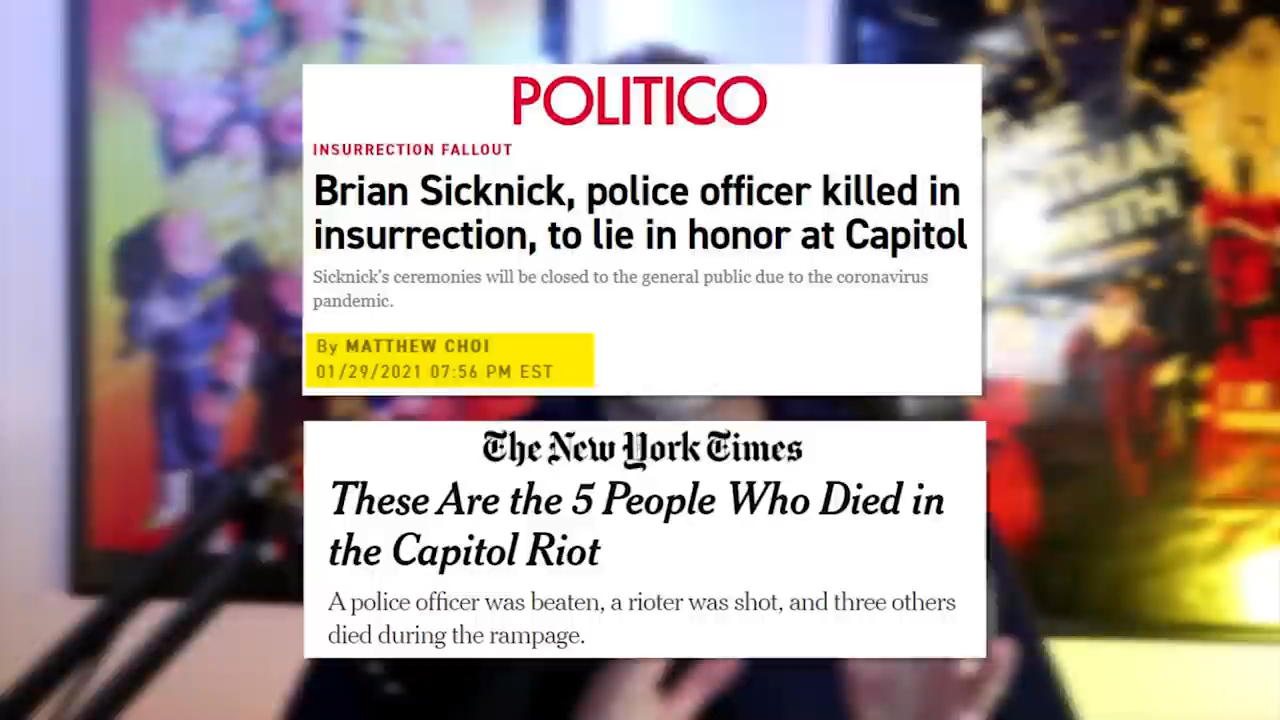 POLITICO
INSURRECTION FALLOUT
Brian Sicknick, police officer killed in
insurrection, to lie in honor at Capitol
Sicknick's ceremonies will be closed to the general public due to the coronavirus
pandemic.
By MATTHEW CHOI
01/29/2021 07:56 PM EST
The New York Times
These Are the 5 People Who Died in
the Capitol Riot
A police officer was beaten, a rioter was shot, and three others
died during the rampage.